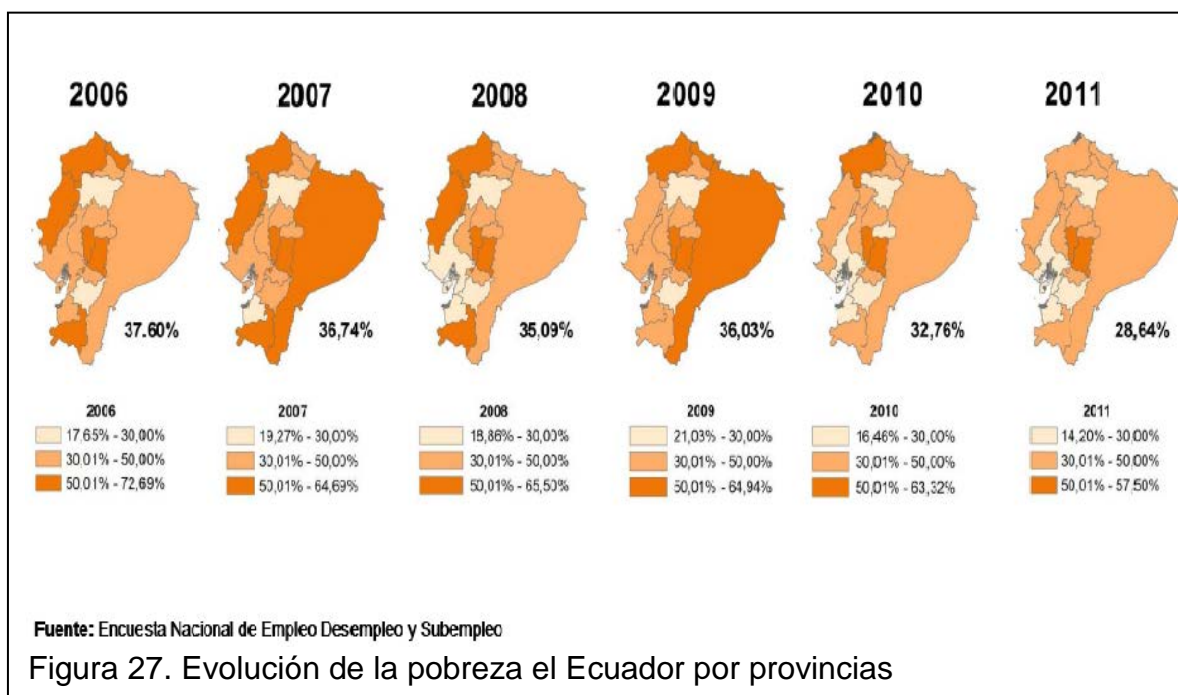 2006 2007 2008 2009 2010 2011
37.60% 36,74% 35,09% 36,03% 32,76% 28,64%
2006 2007 2008 2009 2010 2011
17,65% - 30,00% 19,27% - 30,00% 18,86% - 30,00% 21,03% - 30,00% 16,46% - 30,00% 14,20% - 30,00%
30,01% - 50,00% 30,01% - 50,00% 30,01% - 50,00% 30,01% - 50,00% 30,01% - 50,00% 30,01% - 50,00%
50,01% - 72,69% 50,01% - 64,69% 50,01% - 65,50% 50,01% - 64,94% 50,01% - 63,32% 50,01% - 57,50%
Fuente: Encuesta Nacional de Empleo Desempleo y Subempleo
Figura 27. Evolución de la pobreza el Ecuador por provincias